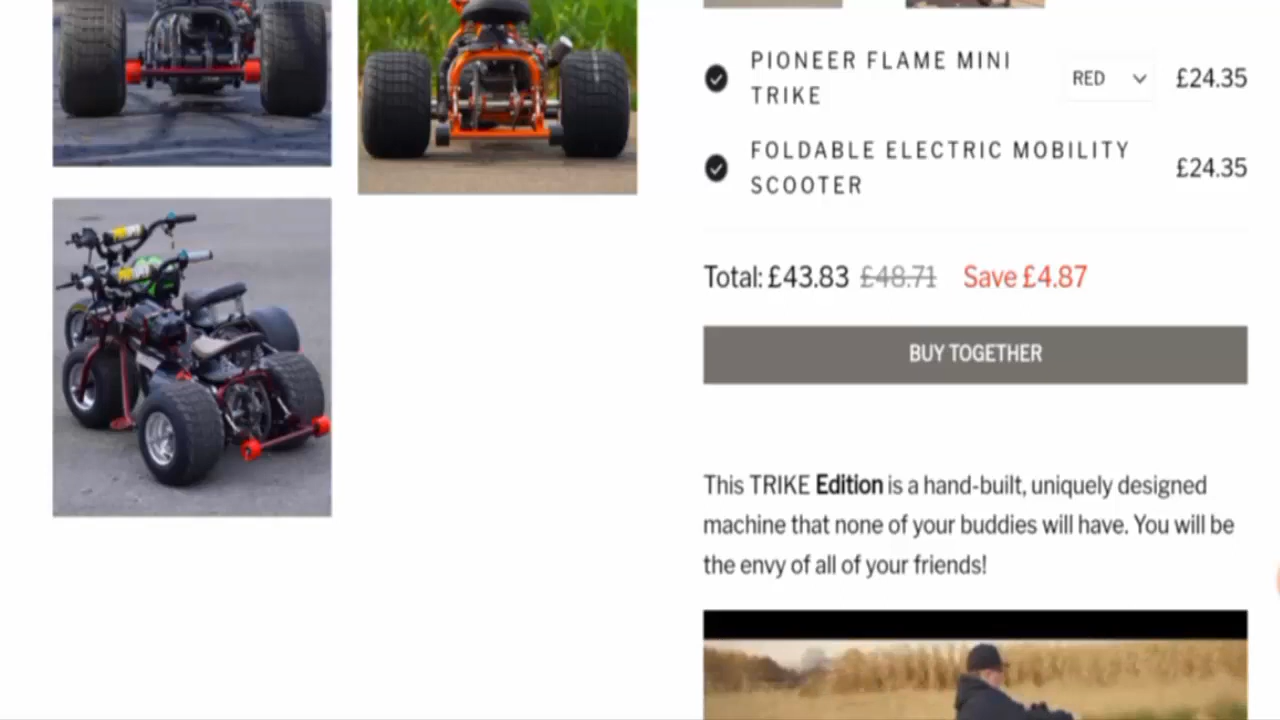 PIONEER FLAME MINI
TRIKE
RED
£24.35
FOLDABLE ELECTRIC MOBILITY
SCOOTER
£24.35
Total: £43.83 £48.71 Save £4.87
BUY TOGETHER
This TRIKE Edition is a hand-built, uniquely designed
machine that none of your buddies will have. You will be
the envy of all of your friends!